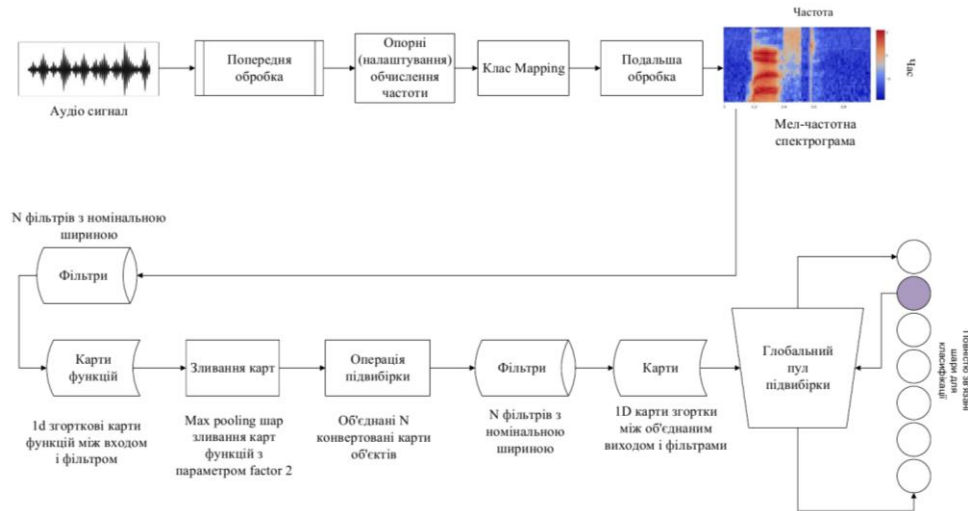 Частота
Опорні
(налаштування)
обчислення
частоти
Попередня
обробка
Клас Mapping
Подальша
обробка
Час
Аудіо сигнал
Мел-частотна
спектрограма
N фільтрів з номінальною
шириною
Фільтри
Карти
функцій
Зливання карт
Операція
підвибірки
Фільтри
Карти
Глобальний
пул
підвибірки
шари для
класифікації
1d згорткові карти
функцій між входом
і фільтром
Max pooling шар
зливання карт
функцій з
параметром factor 2
Об'єднані N
конвертовані карти
об'єктів
N фільтрів з
номінальною
шириною
1D карти згортки
між об'єднаним
виходом і фільтрами